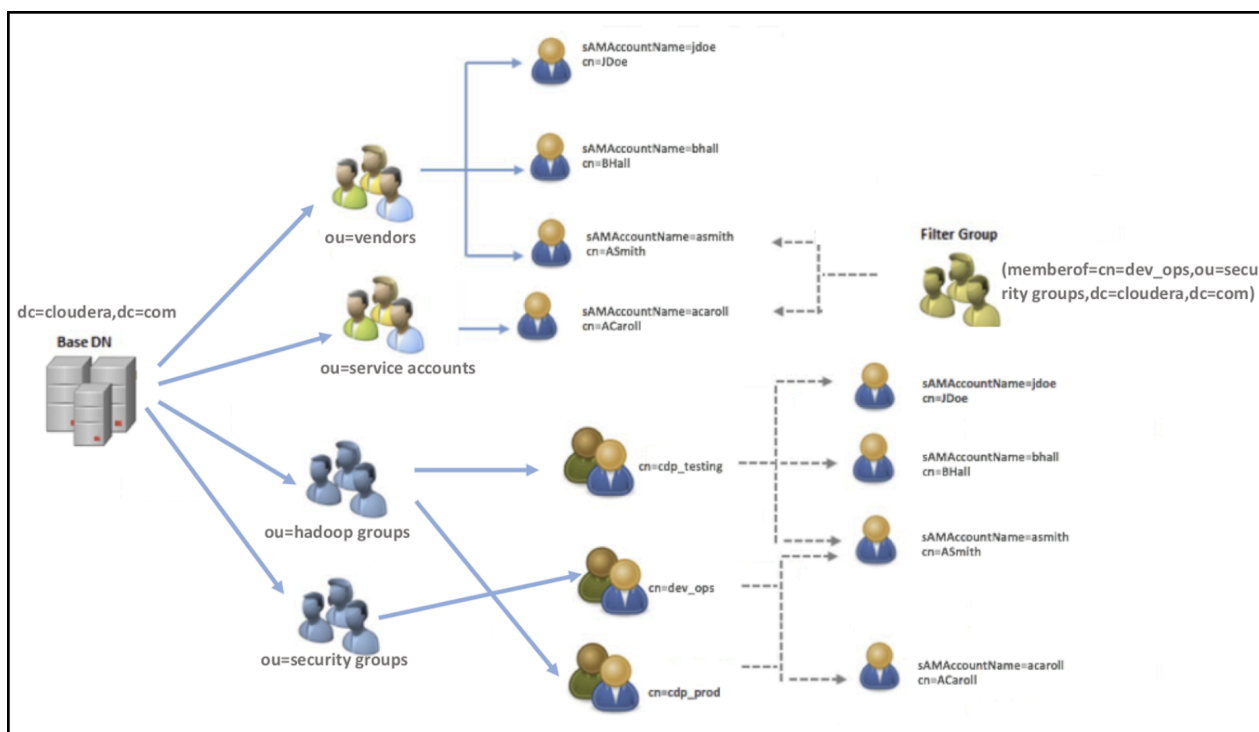 sAMAccountName=jdoe
cn=JDoe
sAMAccountName=bhall
cn=BHall
ou=vendors
sAMAccountName=asmith
cn=ASmith
Filter Group
(memberof=cn=dev_ops,ou=secu
rity groups,dc=cloudera,dc=com)
dc=cloudera,dc=com
Base DN
sAMAccountName=acaroll
cn=ACaroll
ou=service accounts
sAMAccountName=jdoe
cn=JDoe
cn=cdp_testing
sAMAccountName=bhall
cn=BHall
ou=hadoop groups
sAMAccountName=asmith
cn=ASmith
cn=dev_ops
ou=security groups
sAMAccountName=acaroll
cn=ACaroll
cn=cdp_prod